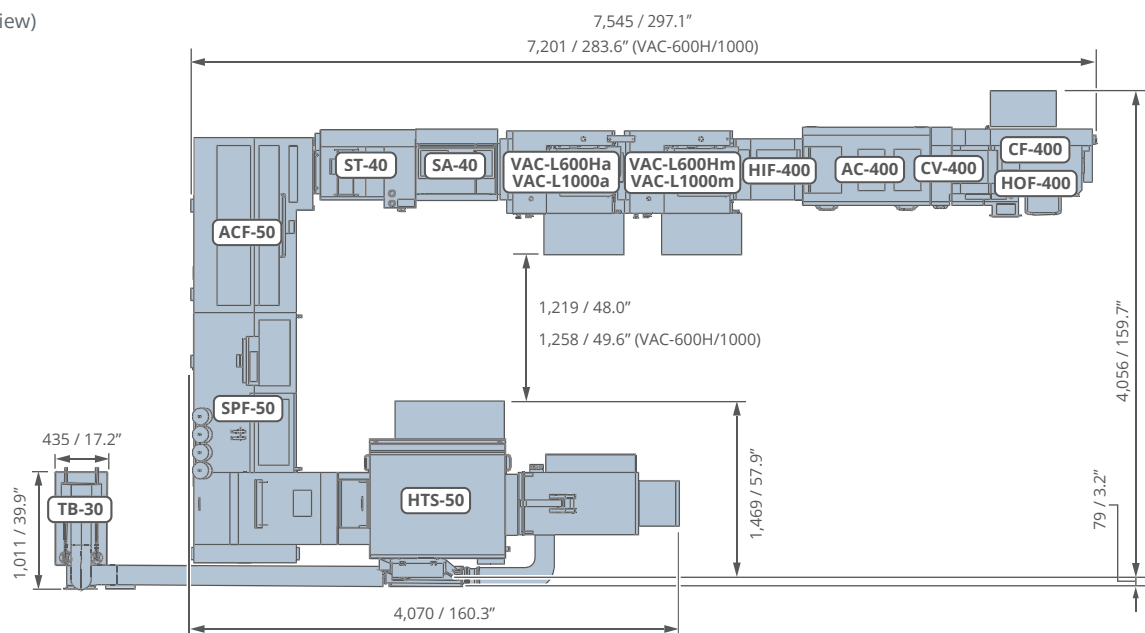 iew)
7,545 / 297.1”
7,201 / 283.6” (VAC-600H/1000)
CF-400
ST-40
SA-40
VAC-L600Ha
VAC-L1000a
VAC-L600Hm
VAC-L1000m
HIF-400
AC-400
CV-400
HOF-400
ACF-50
1,219 / 48.0”
1,258 / 49.6” (VAC-600H/1000)
4,056 / 159.7”
SPF-50
435 / 17.2”
TB-30
1,011 / 39.9”
HTS-50
1,469 / 57.9”
79 / 3.2”
4,070 / 160.3”